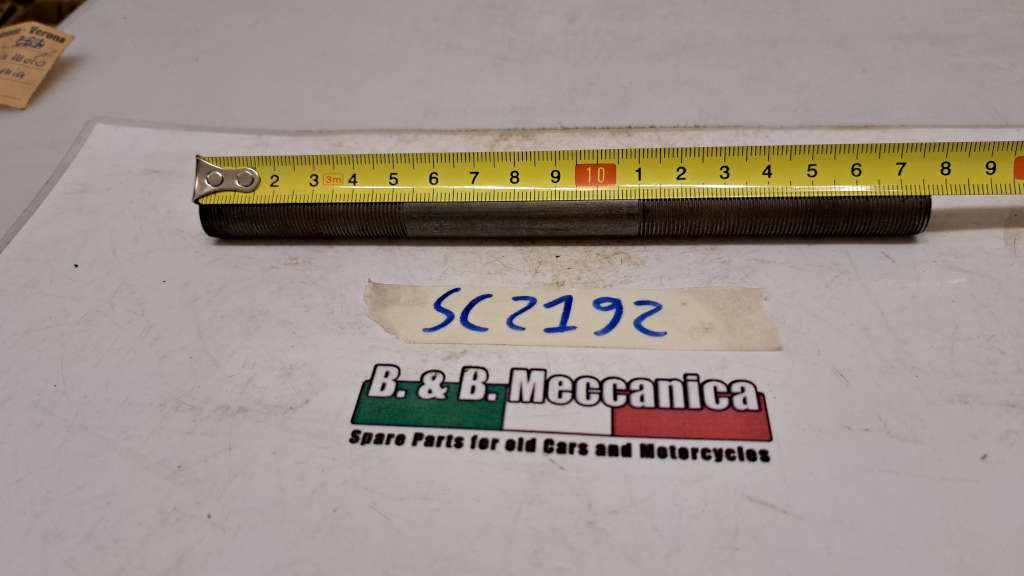 Verona
2 3 3m 4 5 6 7 8 9 10 1 2 3 4 5 6 7 8 9
SC2192
B. & B. Meccanica
Spare Parts for old Cars and Motorcycles